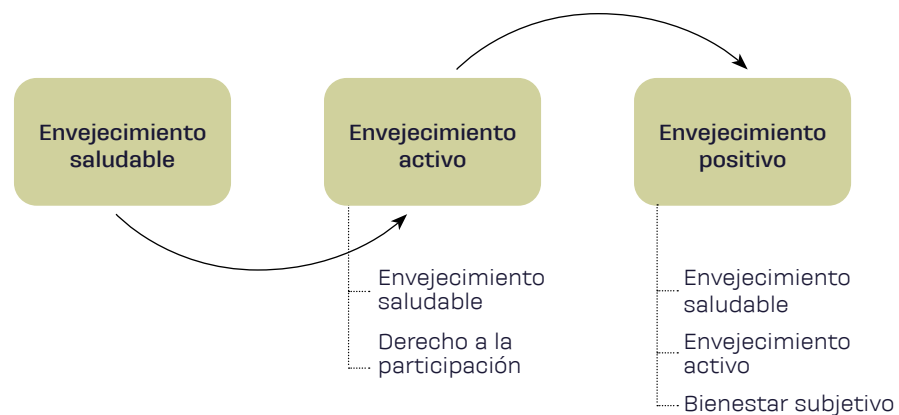 Envejecimiento
saludable
Envejecimiento
activo
Envejecimiento
saludable
Derecho a la
participación
Envejecimiento
positivo
Envejecimiento
saludable
Envejecimiento
activo
Bienestar subjetivo